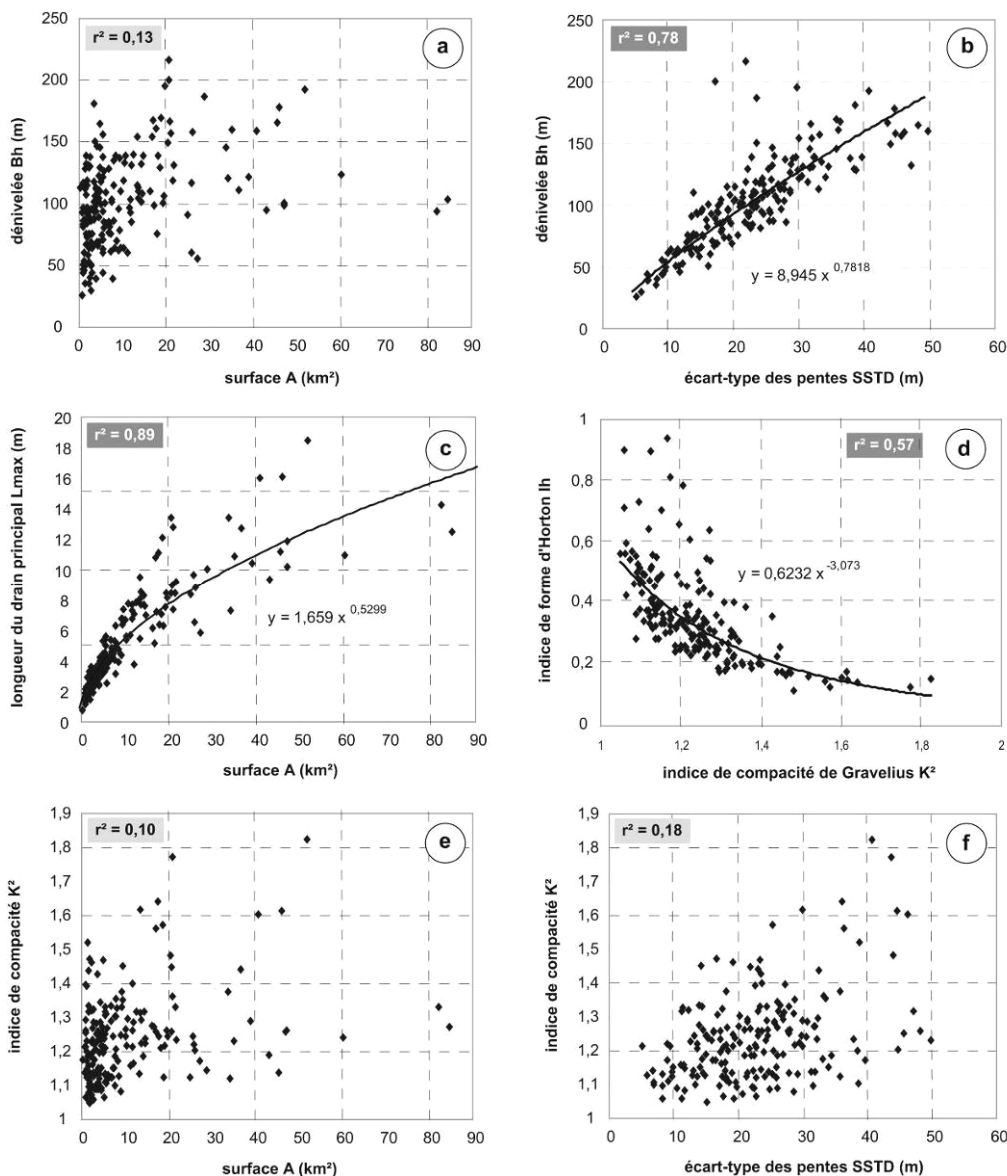 r² = 0,13
a
dénivelée Bh (m)
250
200
150
100
50
0
0 10 20 30 40 50 60 70 80 90
surface A (km²)
r² = 0,78
b
dénivelée Bh (m)
250
200
150
100
50
0
y = 8,945 x 0,7818
0 10 20 30 40 50 60
écart-type des pentes SSTD (m)
r² = 0,89
c
longueur du drain principal Lmax (m)
20
18
16
14
12
10
8
6
4
2
0
y = 1,659 x 0,5299
0 10 20 30 40 50 60 70 80 90
surface A (km²)
r² = 0,57
d
indice de forme d'Horton Ih
1
0,8
0,6
0,4
0,2
0
y = 0,6232 x -3,073
1 1,2 1,4 1,6 1,8 2
indice de compacité de Gravelius K²
r² = 0,10
e
indice de compacité K²
1,9
1,8
1,7
1,6
1,5
1,4
1,3
1,2
1,1
1
0 10 20 30 40 50 60 70 80 90
surface A (km²)
r² = 0,18
f
indice de compacité K²
1,9
1,8
1,7
1,6
1,5
1,4
1,3
1,2
1,1
1
0 10 20 30 40 50 60
écart-type des pentes SSTD (m)